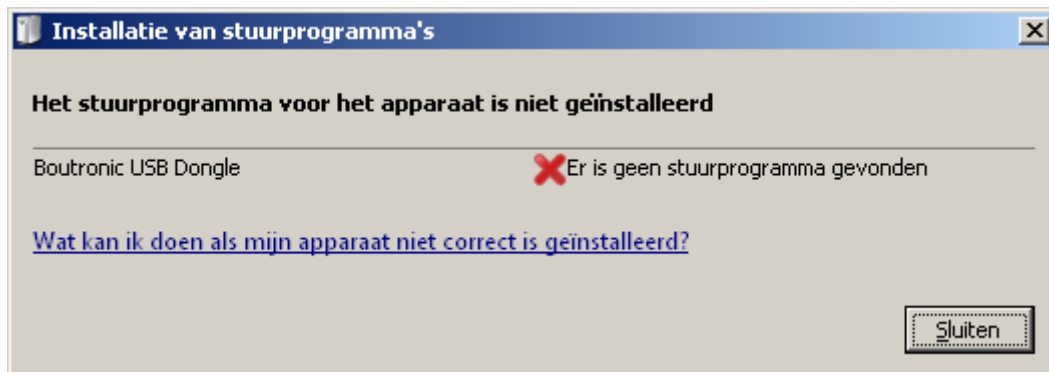 Installatie van stuurprogramma's
Het stuurprogramma voor het apparaat is niet geïnstalleerd
Boutronic USB Dongle Er is geen stuurprogramma gevonden
Wat kan ik doen als mijn apparaat niet correct is geïnstalleerd?
Sluiten